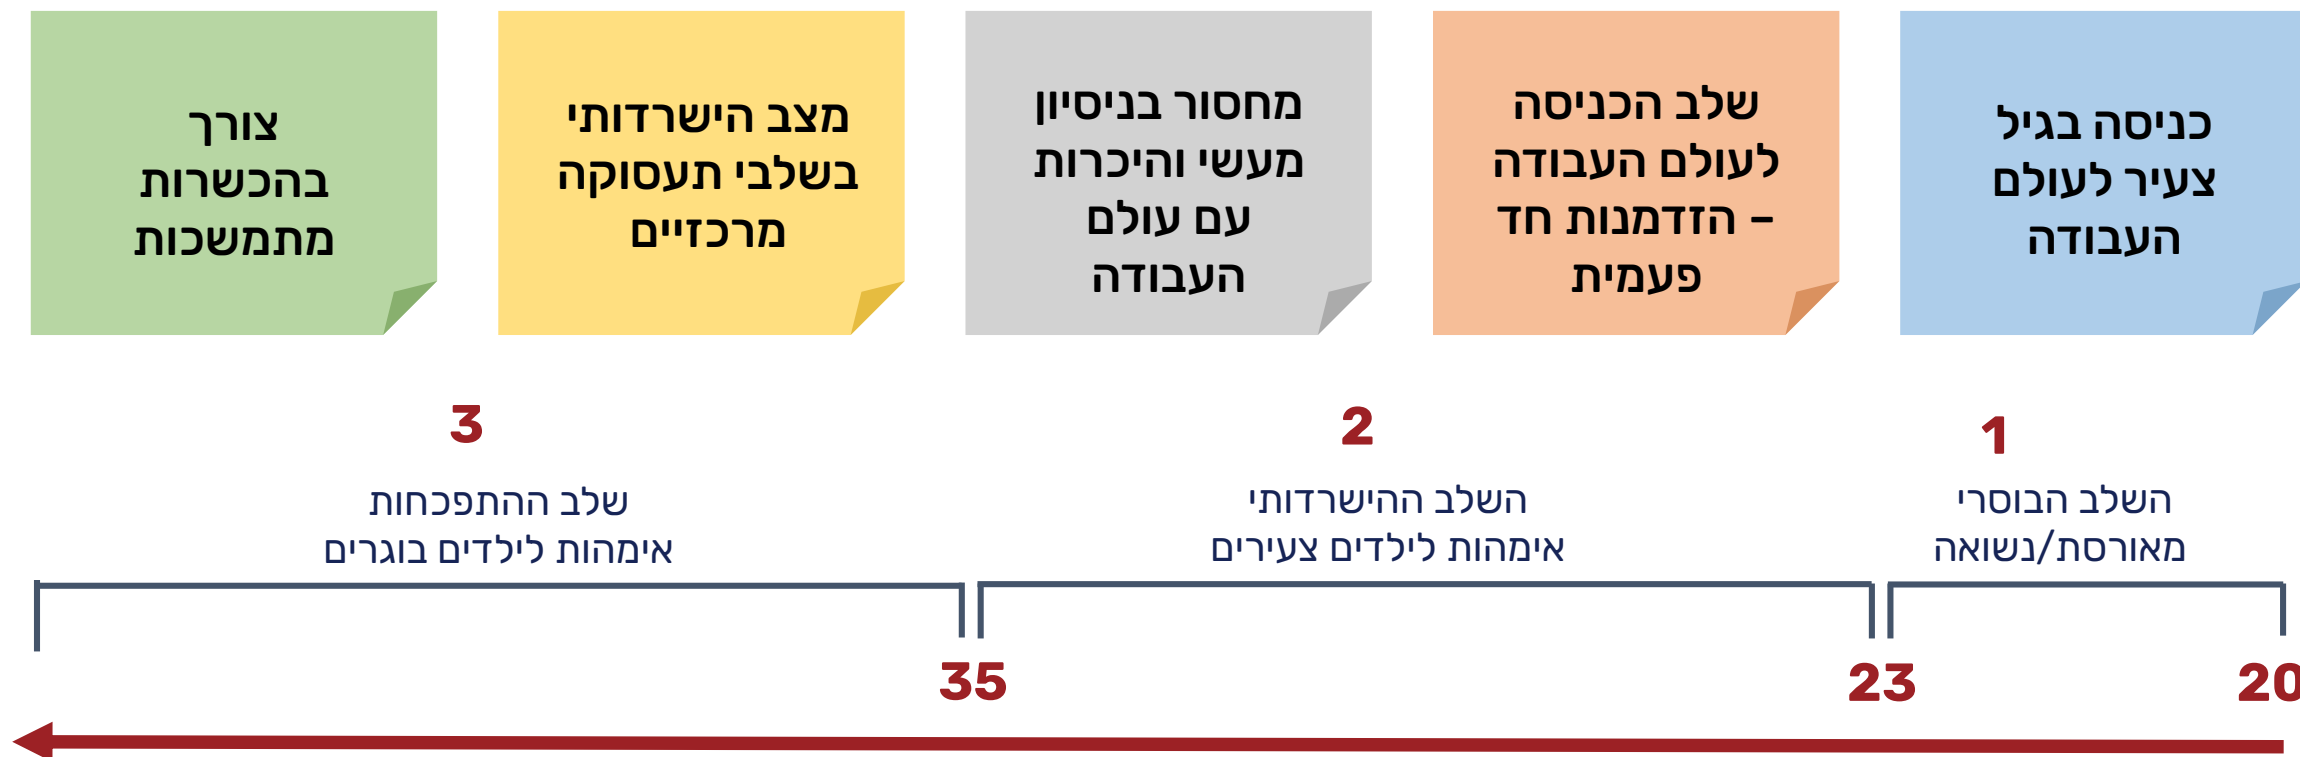 כניסה בגיל
צעיר לעולם
העבודה
שלב הכניסה
לעולם העבודה
– הזדמנות חד
פעמית
מחסור בניסיון
מעשי והיכרות
עם עולם
העבודה
מצב הישרדותי
בשלבי תעסוקה
מרכזיים
צורך
בהכשרות
מתמשכות
1
השלב הבוסרי
מאורסת/נשואה
2
השלב ההישרדותי
אימהות לילדים צעירים
3
שלב ההתפכחות
אימהות לילדים בוגרים
20
23
35